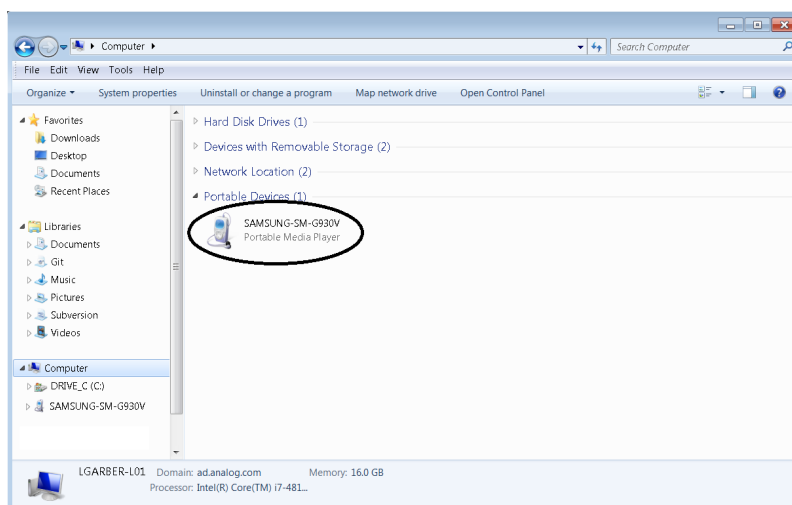 Computer
Search Computer
File Edit View Tools Help
Organize System properties Uninstall or change a program Map network drive Open Control Panel
Favorites
Downloads
Desktop
Documents
Recent Places
Libraries
Documents
Git
Music
Pictures
Subversion
Videos
Computer
DRIVE_C (C:)
SAMSUNG-SM-G930V
Hard Disk Drives (1)
Devices with Removable Storage (2)
Network Location (2)
Portable Devices (1)
SAMSUNG-SM-G930V
Portable Media Player
LGARBER-L01 Domain: ad.analog.com Memory: 16.0 GB
Processor: Intel(R) Core(TM) i7-481...